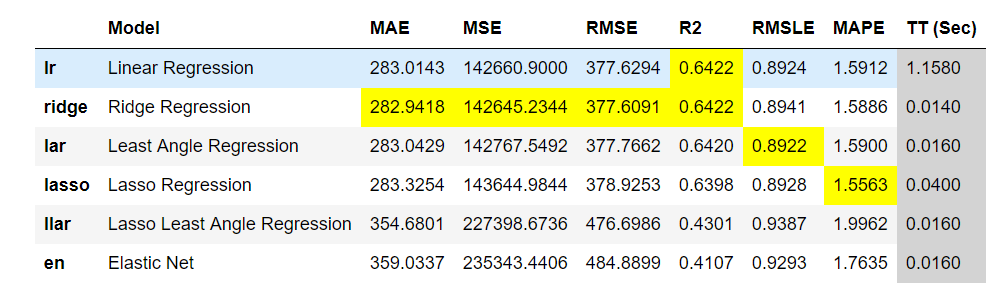 Model MAE MSE RMSE R2 RMSLE MAPE TT (Sec)
lr Linear Regression 283.0143 142660.9000 377.6294 0.6422 0.8924 1.5912 1.1580
ridge Ridge Regression 282.9418 142645.2344 377.6091 0.6422 0.8941 1.5886 0.0140
lar Least Angle Regression 283.0429 142767.5492 377.7662 0.6420 0.8922 1.5900 0.0160
lasso Lasso Regression 283.3254 143644.9844 378.9253 0.6398 0.8928 1.5563 0.0400
llar Lasso Least Angle Regression 354.6801 227398.6736 476.6986 0.4301 0.9387 1.9962 0.0160
en Elastic Net 359.0337 235343.4406 484.8899 0.4107 0.9293 1.7635 0.0160